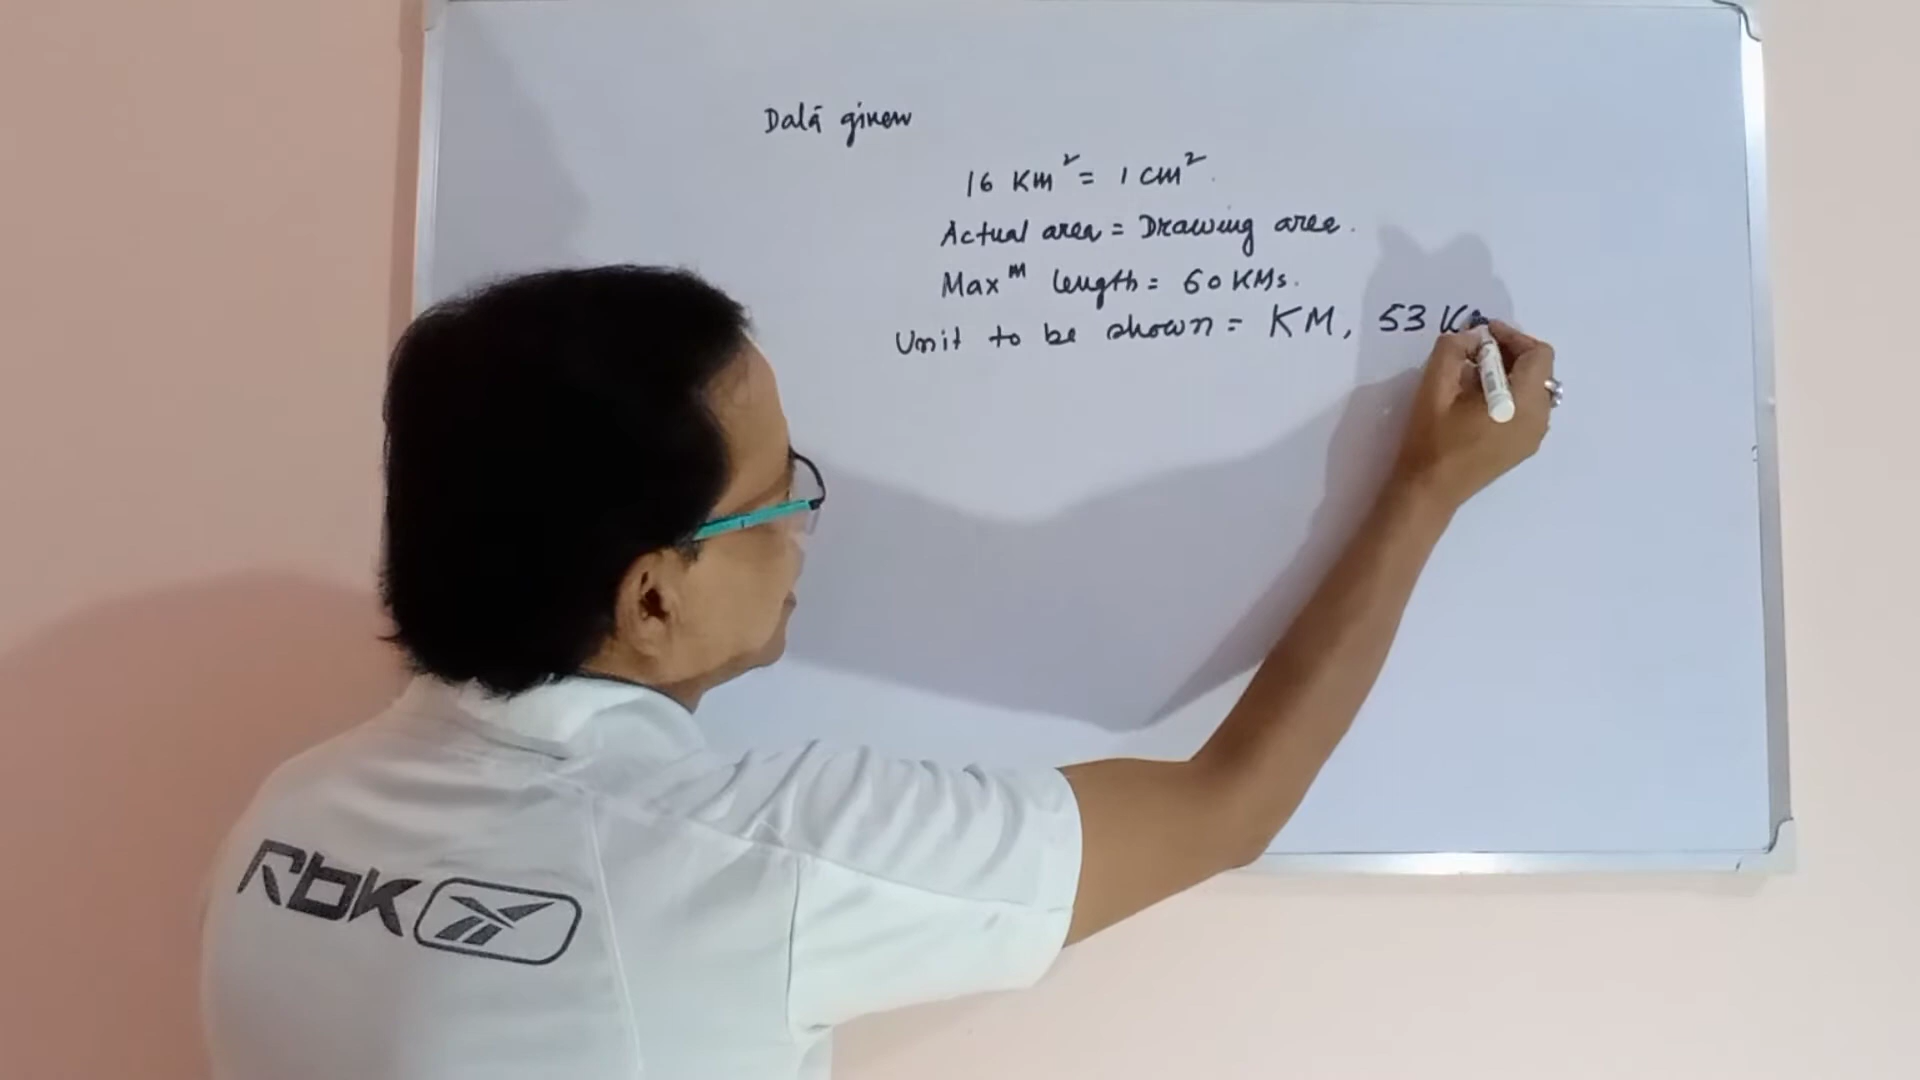 Data given
16 KM² = 1 cm²
Actual area = Drawing area.
Maxᵐ length = 60 KMs.
Unit to be shown = KM, 53 K
Rbk